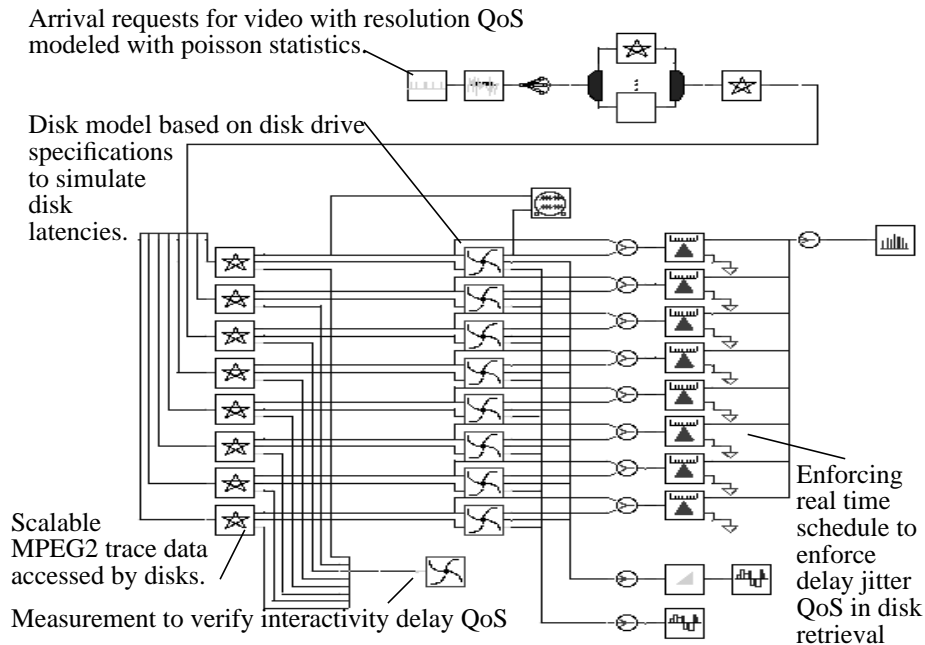 Arrival requests for video with resolution QoS
modeled with poisson statistics.
Disk model based on disk drive
specifications
to simulate
disk
latencies.
Scalable
MPEG2 trace data
accessed by disks.
Measurement to verify interactivity delay QoS
Enforcing
real time
schedule to
enforce
delay jitter
QoS in disk
retrieval